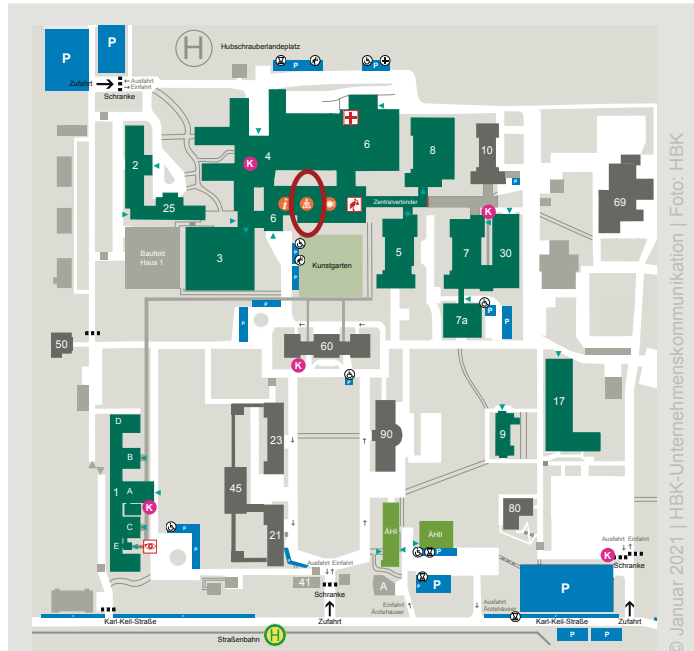 H
Hubschrauberlandeplatz
P
P
P
P
Zufahrt
Ausfahrt
Einfahrt
Schranke
4
6
8
10
2
K
69
25
6
i
Zentralverbinder
K
Baufeld
Haus 1
3
Kunstgarten
P
P
5
7
30
7a
P
P
P
P
50
60
K
P
D
B
1
A
K
C
E
P
P
23
45
21
P
90
9
17
80
ÄHI
ÄHII
P
P
K
Ausfahrt Einfahrt
Schranke
41
Ausfahrt Einfahrt
Schranke
A
Einfahrt
Ärztehäuser
Ausfahrt
Ärztehäuser
P
P
P
Karl-Keil-Straße
Zufahrt
Karl-Keil-Straße
Zufahrt
Straßenbahn
H
P
P
© Januar 2021 | HBK-Unternehmenskommunikation | Foto: HBK